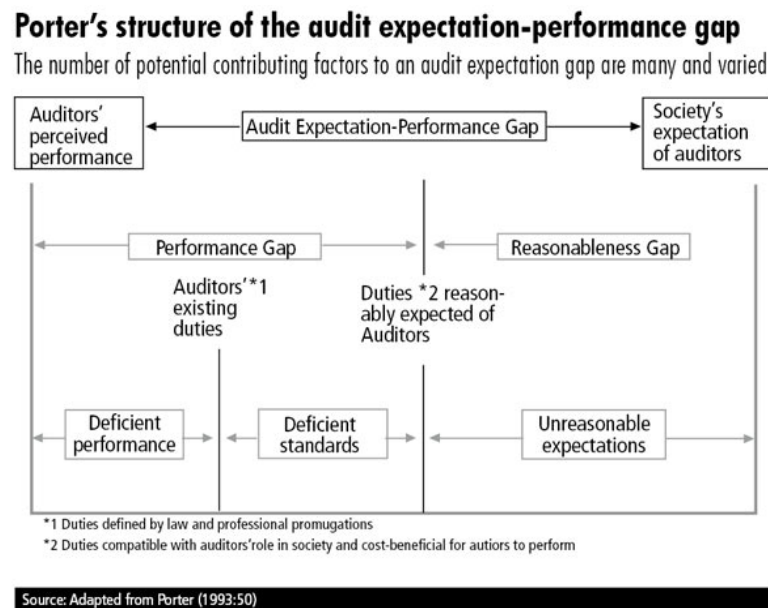 Porter's structure of the audit expectation-performance gap
The number of potential contributing factors to an audit expectation gap are many and varied
Auditors'
perceived
performance
Audit Expectation-Performance Gap
Society's
expectation
of auditors
Performance Gap
Reasonableness Gap
Auditors'*1
existing
duties
Duties *2 reason-
ably expected of
Auditors
Deficient
performance
Deficient
standards
Unreasonable
expectations
*1 Duties defined by law and professional promugations
*2 Duties compatible with auditors'role in society and cost-beneficial for autiors to perform
Source: Adapted from Porter (1993:50)